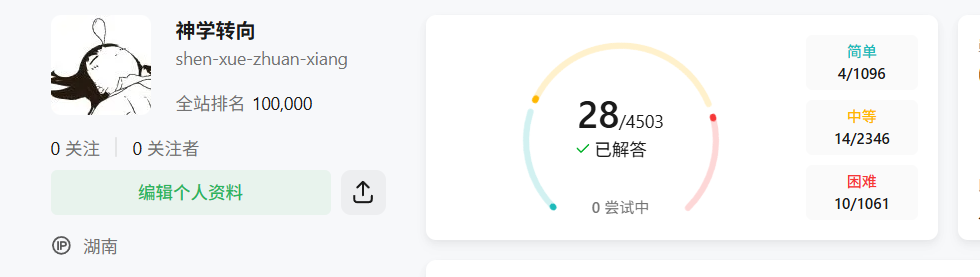 神学转向
shen-xue-zhuan-xiang
全站排名 100,000
0 关注 0 关注者
编辑个人资料
IP 湖南
28/4503
已解答
0 尝试中
简单
4/1096
中等
14/2346
困难
10/1061